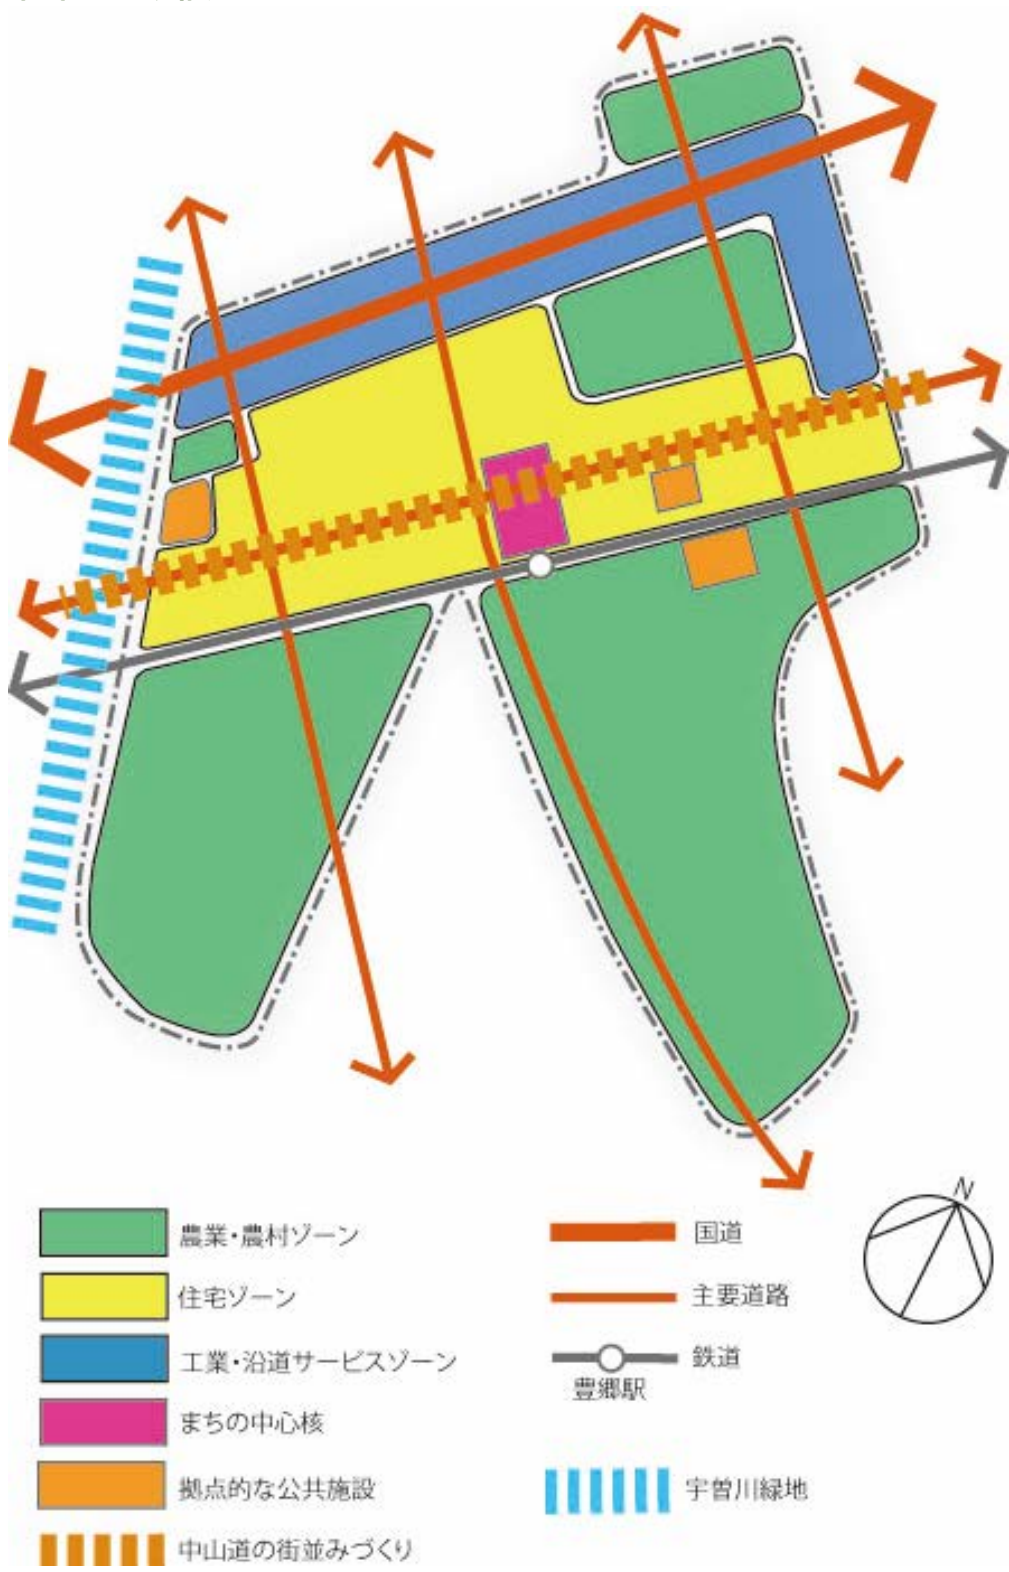 N
農業・農村ゾーン
住宅ゾーン
工業・沿道サービスゾーン
まちの中心核
拠点的な公共施設
中山道の街並みづくり
国道
主要道路
鉄道
豊郷駅
宇曽川緑地